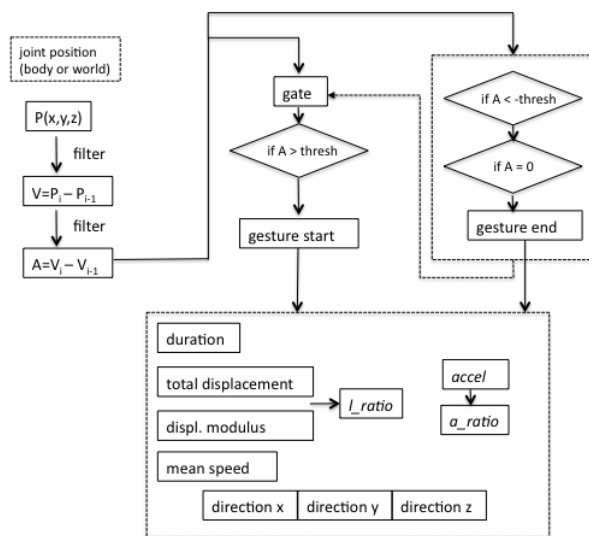 joint position
(body or world)
P(x,y,z)
filter
V=Pᵢ – Pᵢ₋₁
filter
A=Vᵢ – Vᵢ₋₁
gate
if A > thresh
gesture start
if A < -thresh
if A = 0
gesture end
duration
total displacement
displ. modulus
mean speed
l_ratio
accel
a_ratio
direction x
direction y
direction z